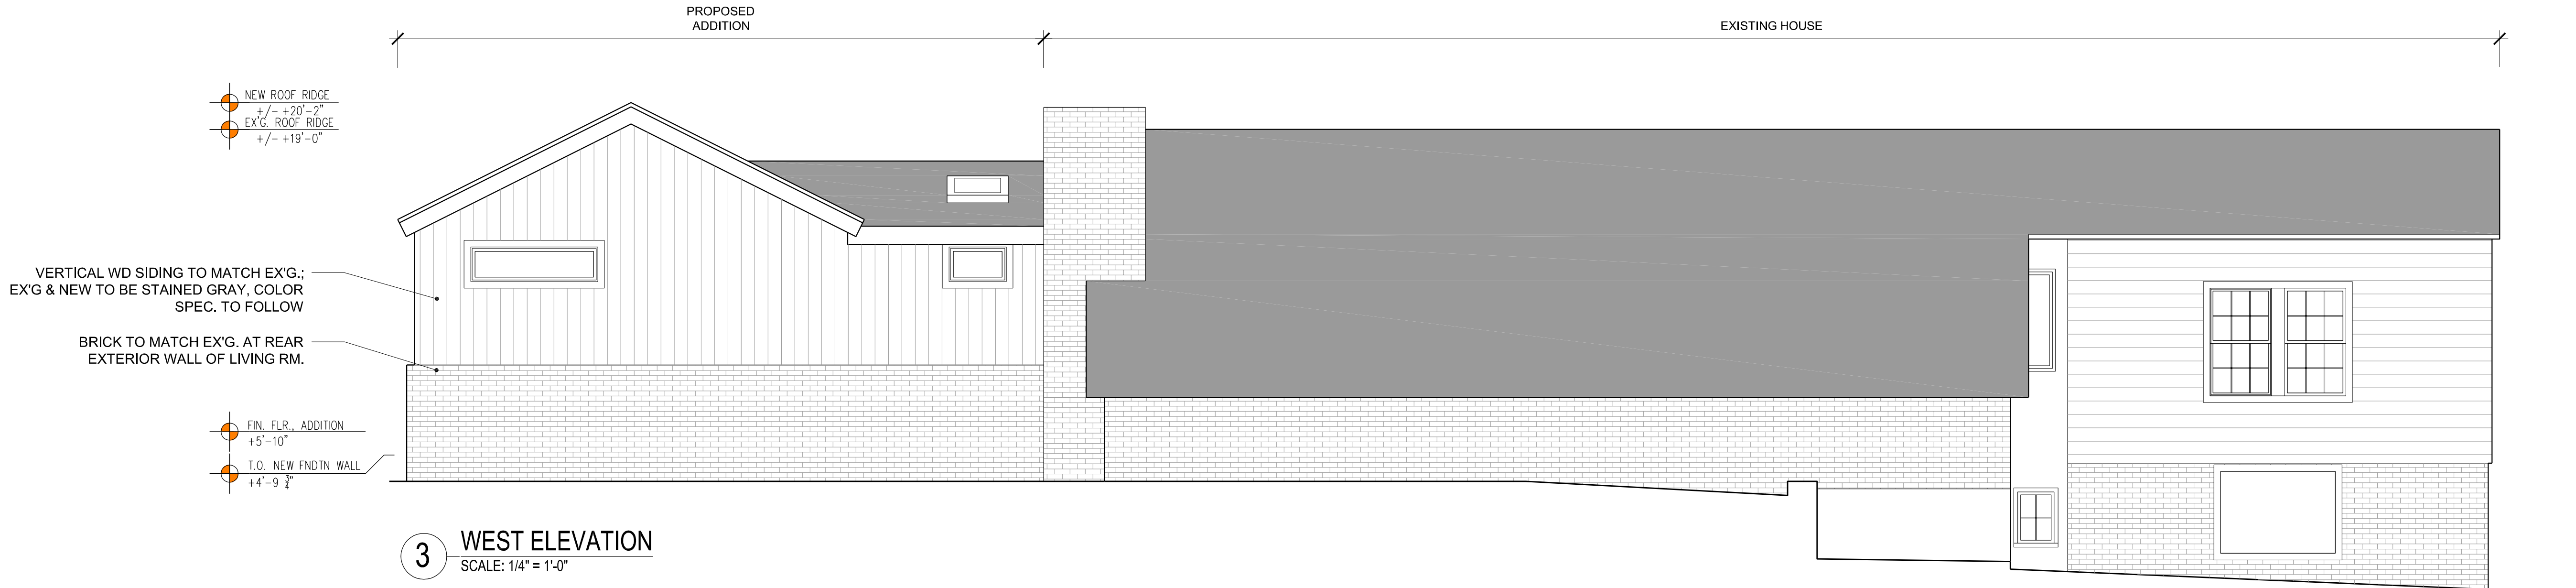 PROPOSED
ADDITION
EXISTING HOUSE
NEW ROOF RIDGE
+/- +20'-2"
EX'G. ROOF RIDGE
+/- +19'-0"
VERTICAL WD SIDING TO MATCH EX'G.;
EX'G & NEW TO BE STAINED GRAY, COLOR
SPEC. TO FOLLOW
BRICK TO MATCH EX'G. AT REAR
EXTERIOR WALL OF LIVING RM.
FIN. FLR., ADDITION
+5'-10"
T.O. NEW FNDTN WALL
+4'-9 3/4"
3 WEST ELEVATION
SCALE: 1/4" = 1'-0"